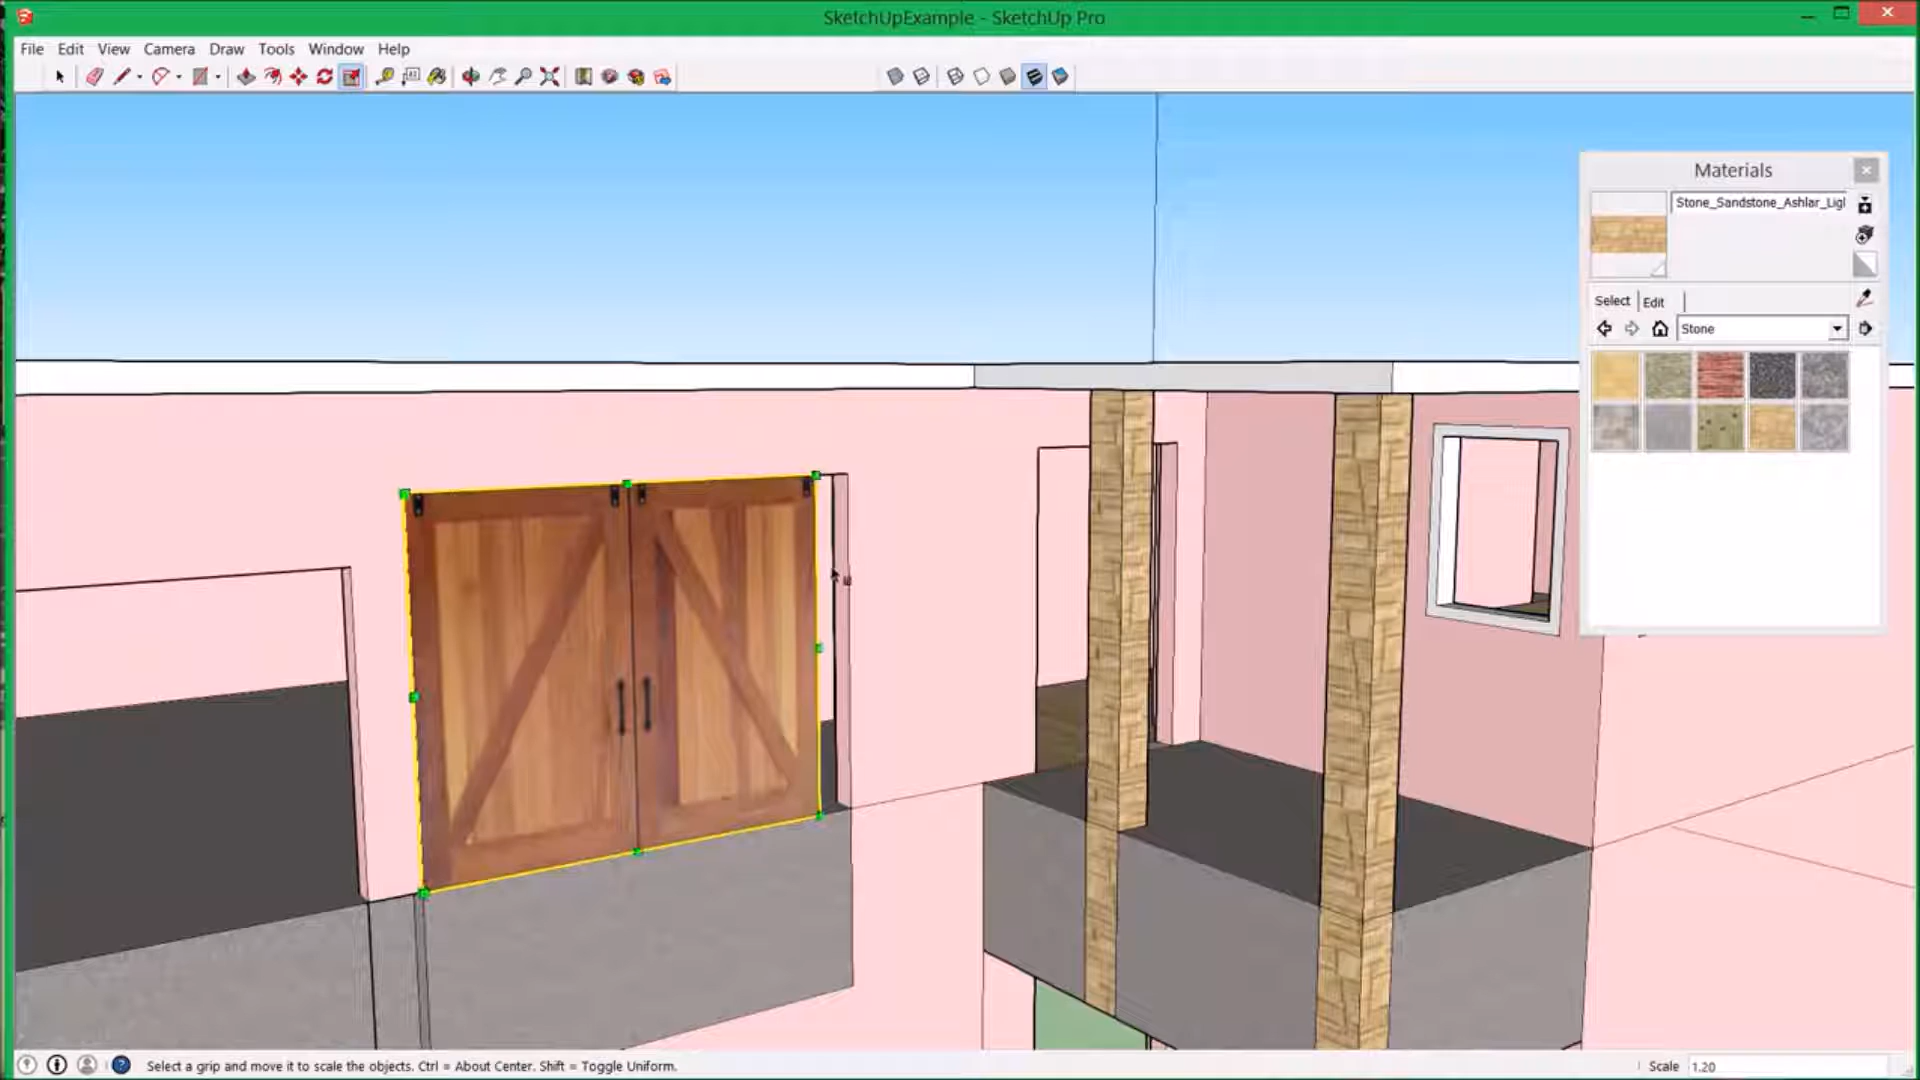 SketchUpExample - SketchUp Pro
File Edit View Camera Draw Tools Window Help
Materials
Stone_Sandstone_Ashlar_Ligl
Select Edit
Stone
Select a grip and move it to scale the objects. Ctrl = About Center. Shift = Toggle Uniform.
Scale 1.20